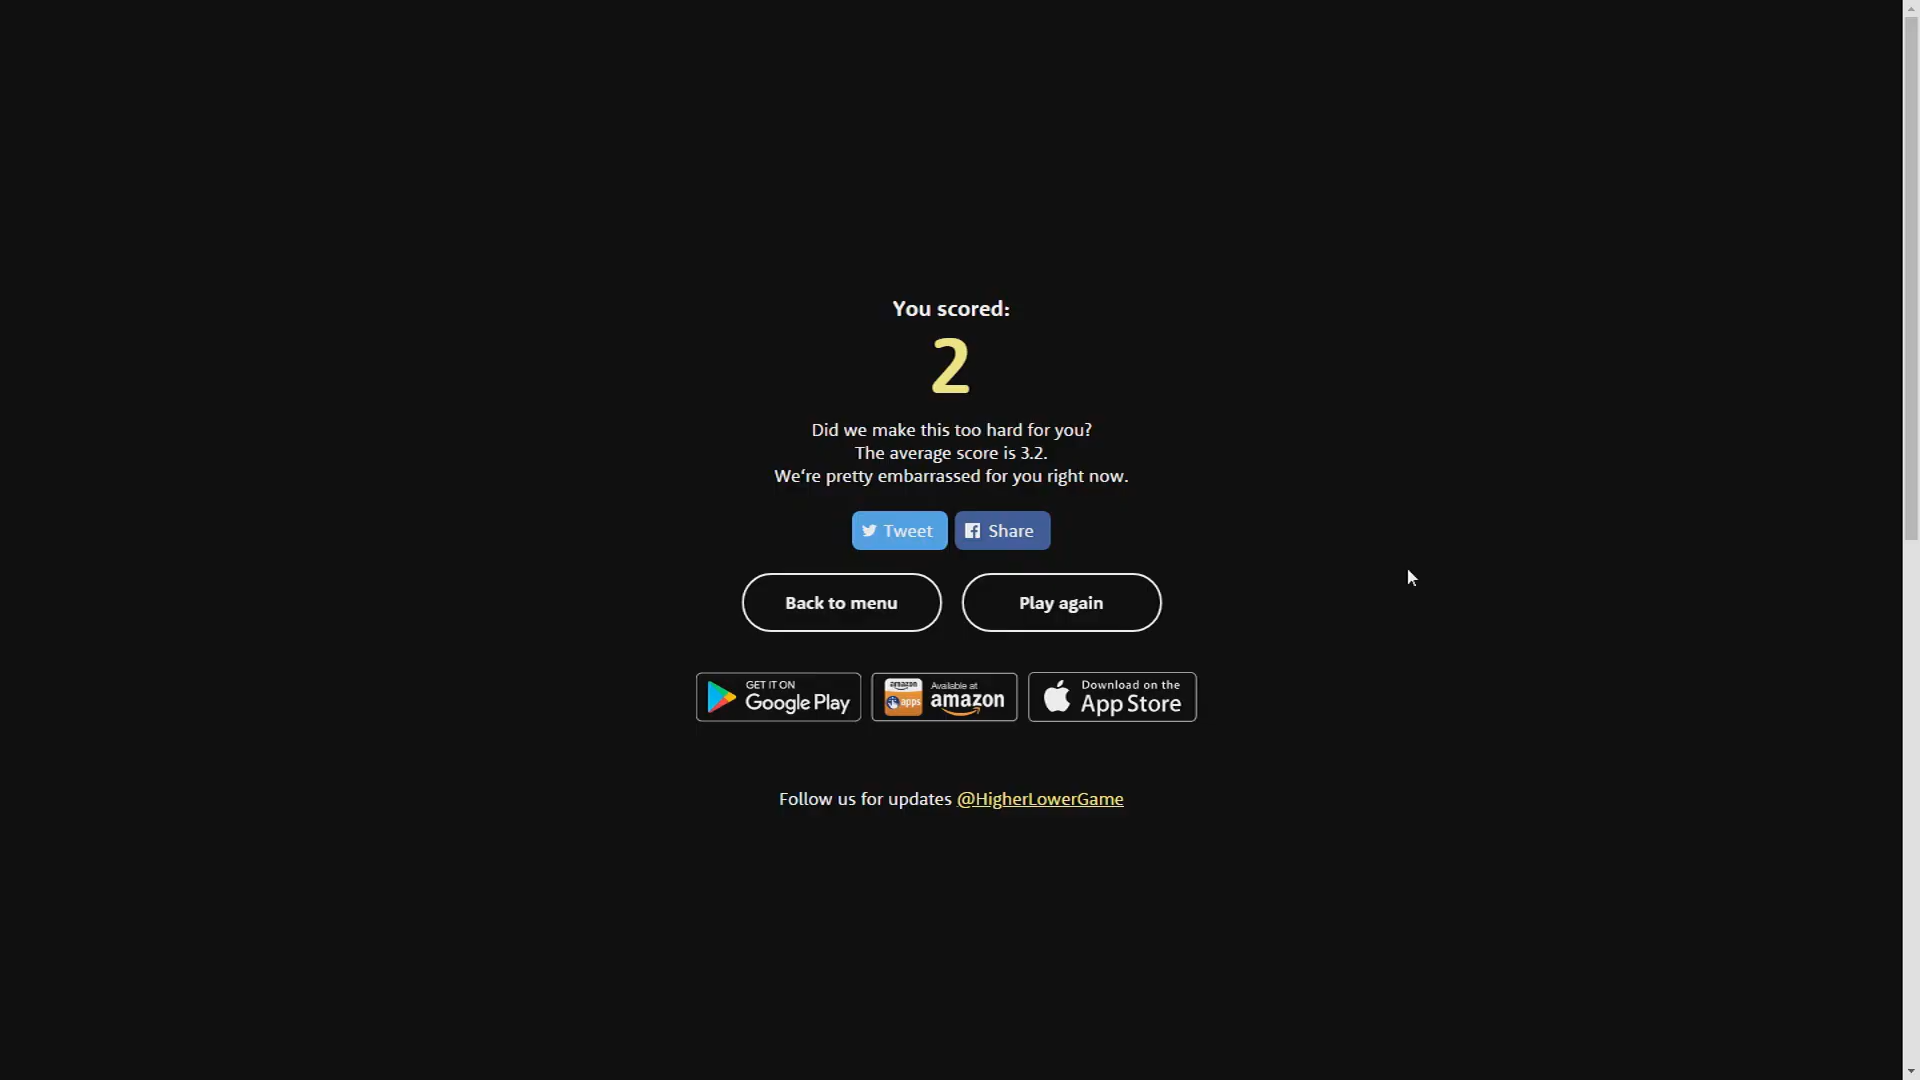 You scored:
2
Did we make this too hard for you?
The average score is 3.2.
We‘re pretty embarrassed for you right now.
Tweet
Share
Back to menu
Play again
GET IT ON
Google Play
amazon
apps
Available at
amazon
Download on the
App Store
Follow us for updates @HigherLowerGame